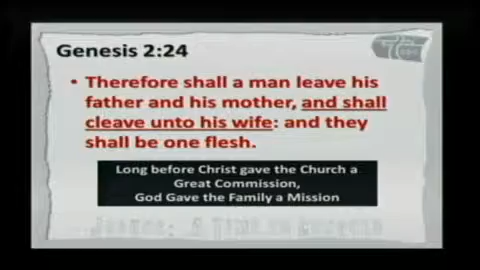 Genesis 2:24
• Therefore shall a man leave his
father and his mother, and shall
cleave unto his wife: and they
shall be one flesh.
Long before Christ gave the Church a
Great Commission,
God Gave the Family a Mission